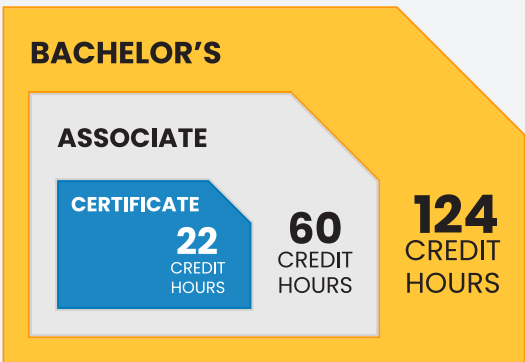 BACHELOR’S
ASSOCIATE
CERTIFICATE
22
CREDIT
HOURS
60
CREDIT
HOURS
124
CREDIT
HOURS